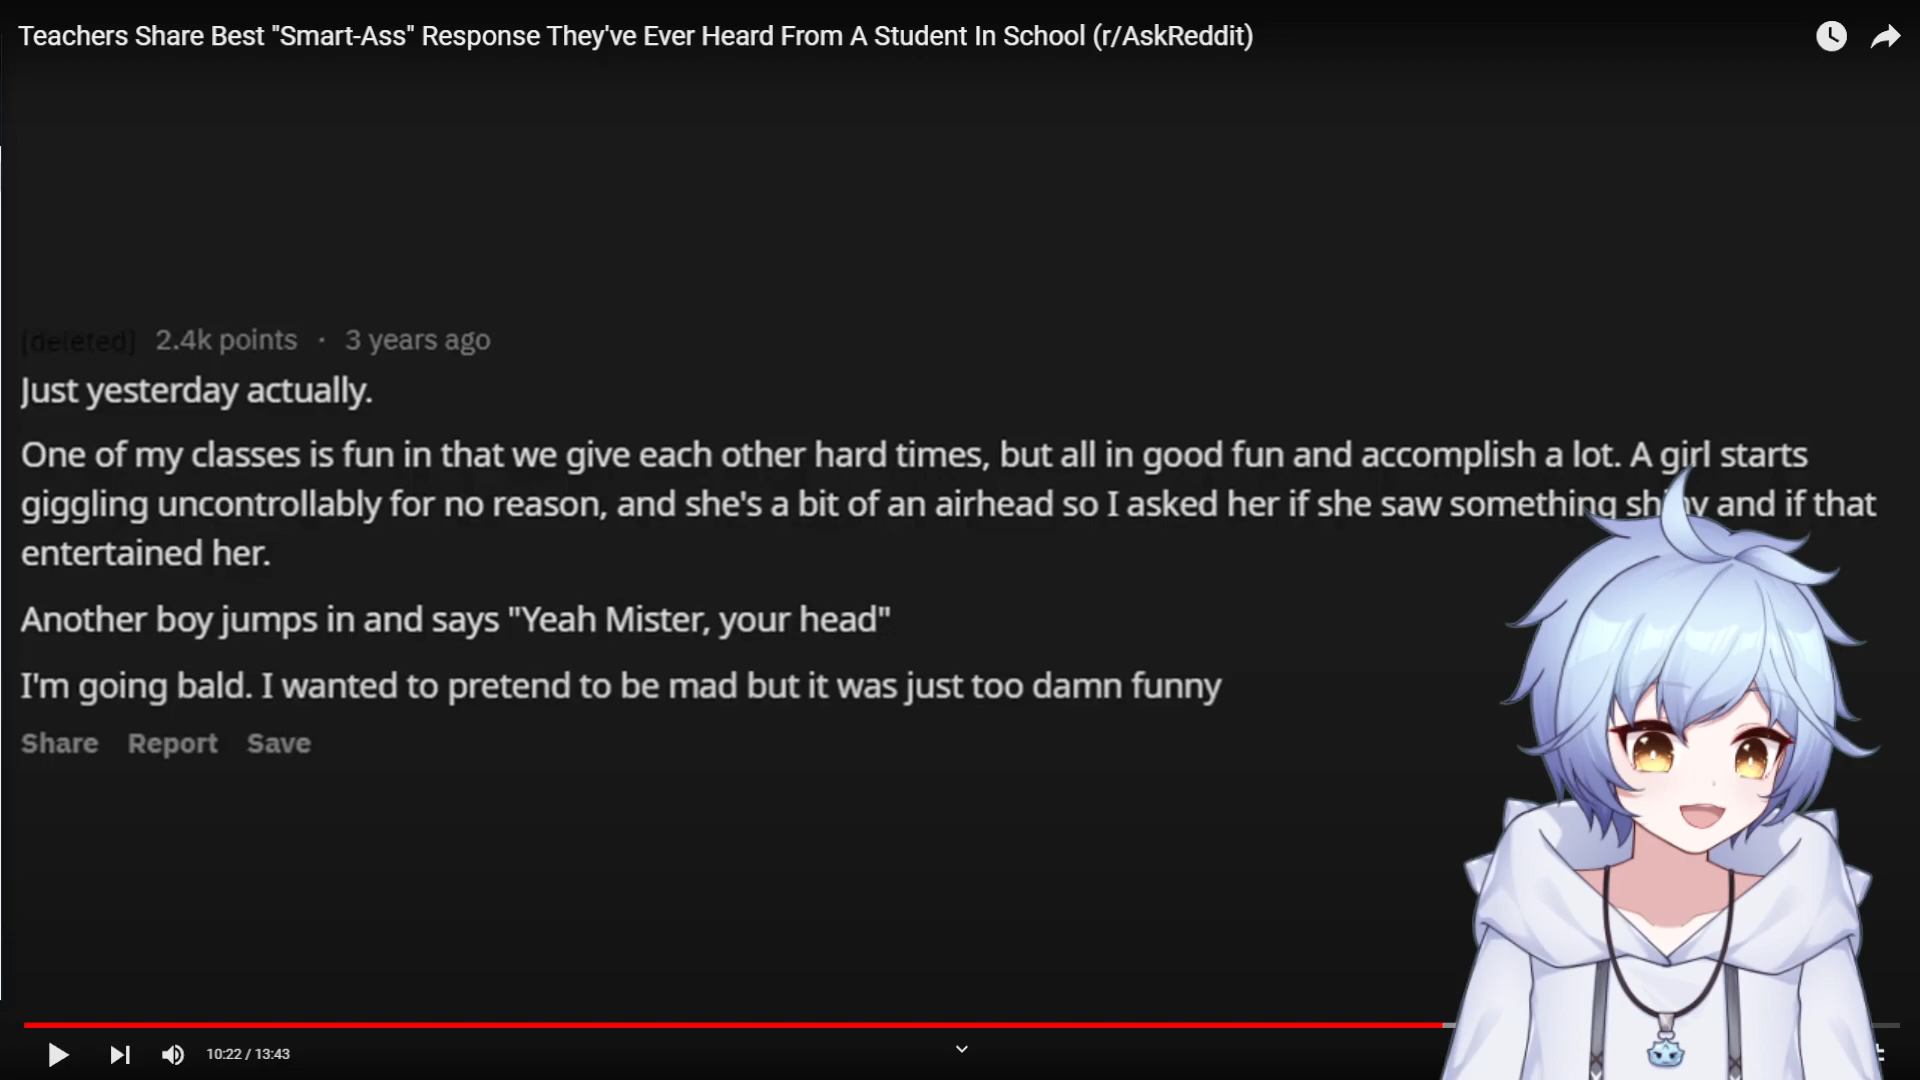 Teachers Share Best "Smart-Ass" Response They've Ever Heard From A Student In School (r/AskReddit)
[deleted] 2.4k points · 3 years ago
Just yesterday actually.
One of my classes is fun in that we give each other hard times, but all in good fun and accomplish a lot. A girl starts
giggling uncontrollably for no reason, and she's a bit of an airhead so I asked her if she saw something shiny and if that
entertained her.
Another boy jumps in and says "Yeah Mister, your head"
I'm going bald. I wanted to pretend to be mad but it was just too damn funny
Share Report Save
10:22 / 13:43